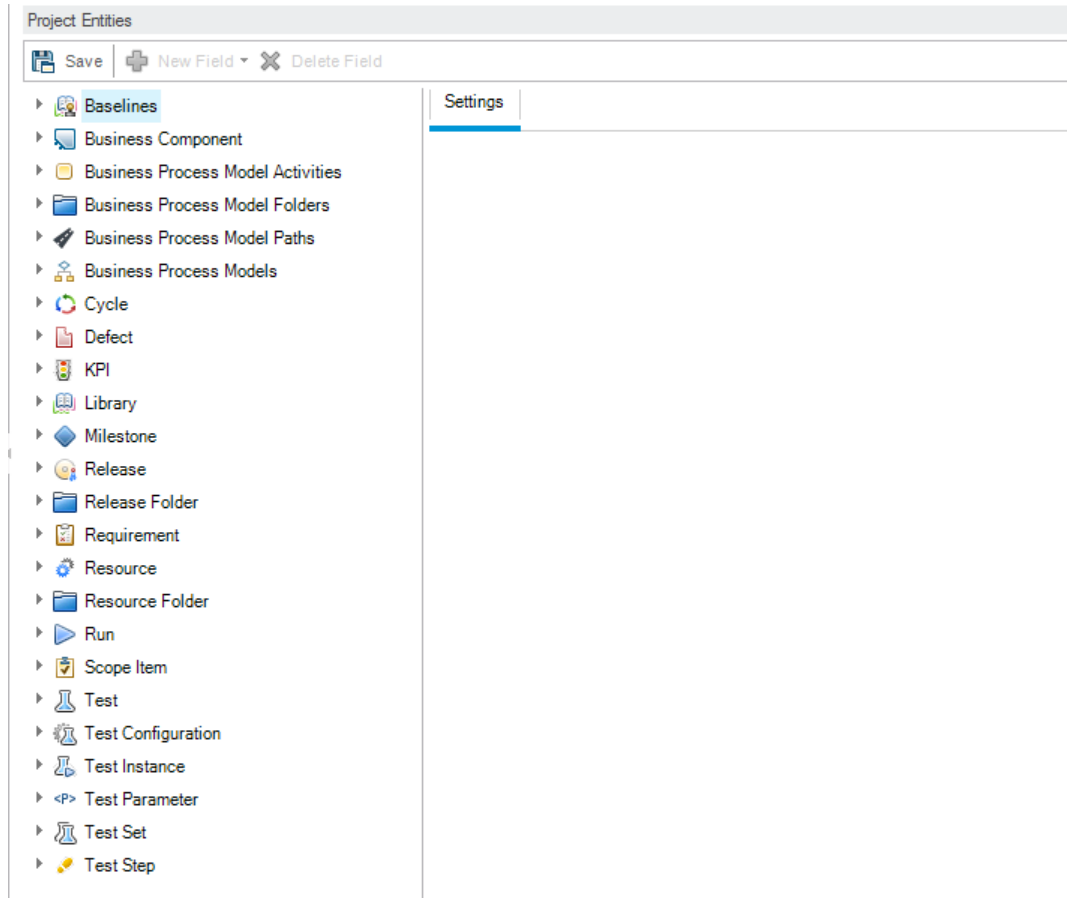 Project Entities
Save New Field Delete Field
Settings
Baselines
Business Component
Business Process Model Activities
Business Process Model Folders
Business Process Model Paths
Business Process Models
Cycle
Defect
KPI
Library
Milestone
Release
Release Folder
Requirement
Resource
Resource Folder
Run
Scope Item
Test
Test Configuration
Test Instance
<P> Test Parameter
Test Set
Test Step